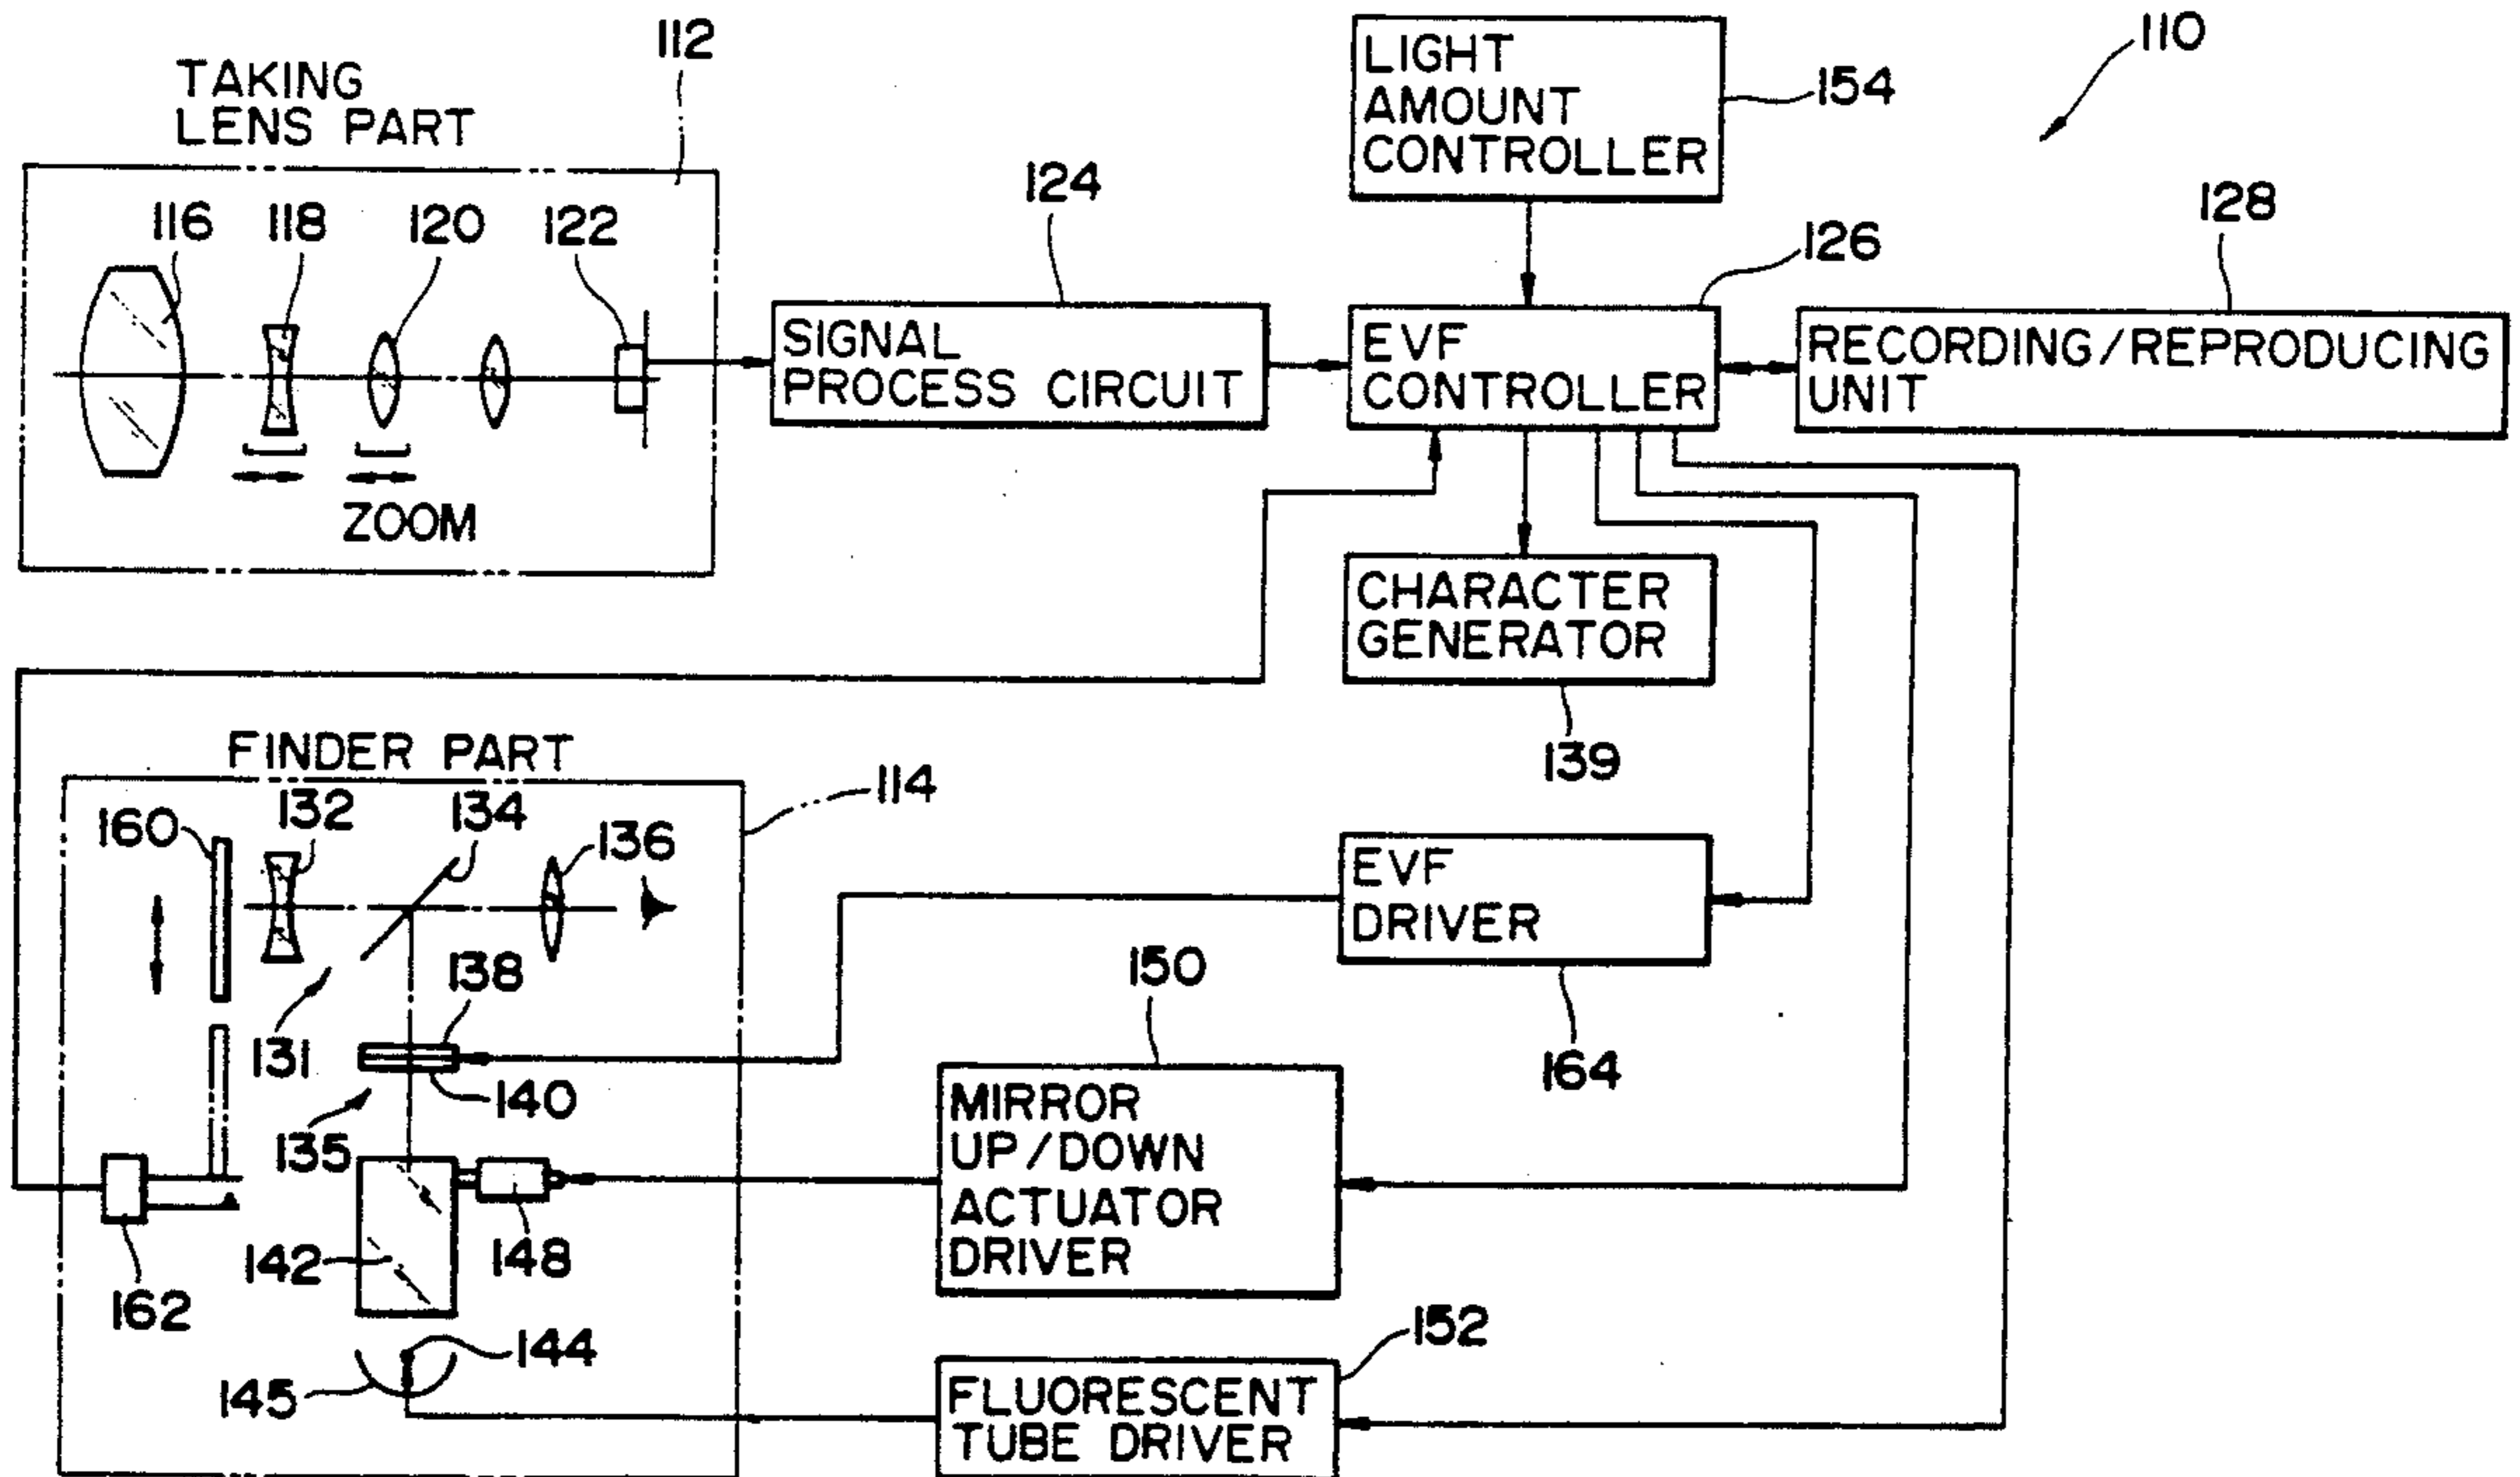 112
TAKING
LENS PART
116
118
120
122
ZOOM
124
SIGNAL
PROCESS CIRCUIT
LIGHT
AMOUNT
CONTROLLER
154
110
126
EVF
CONTROLLER
128
RECORDING/REPRODUCING
UNIT
CHARACTER
GENERATOR
139
FINDER PART
114
160
132
134
136
131
138
140
135
142
148
162
144
145
EVF
DRIVER
164
150
MIRROR
UP/DOWN
ACTUATOR
DRIVER
152
FLUORESCENT
TUBE DRIVER